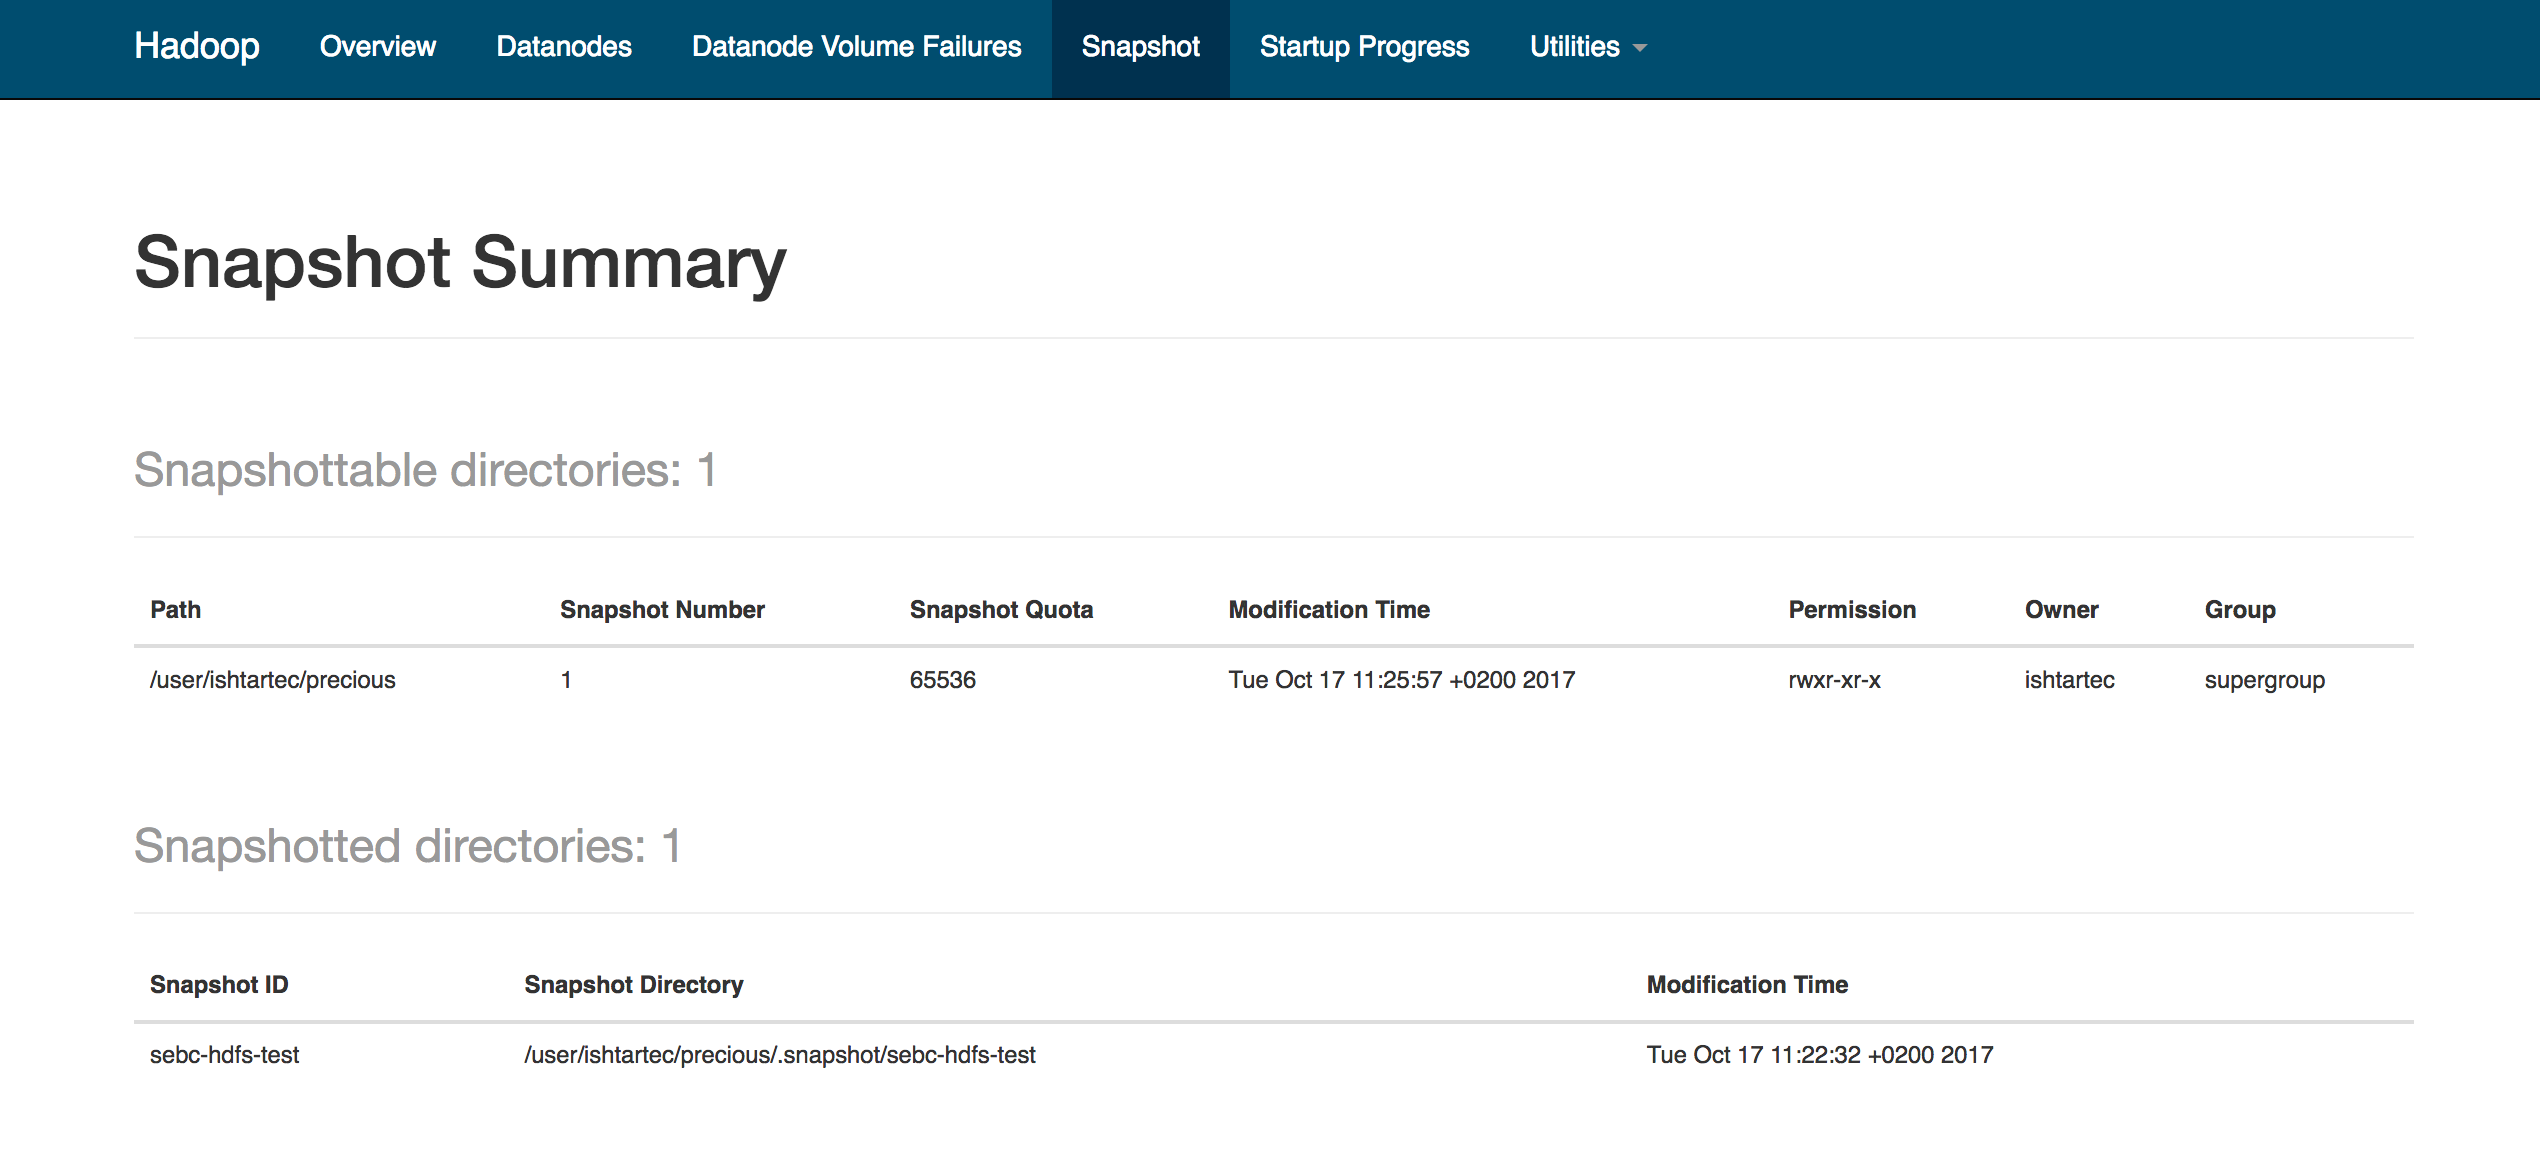 Hadoop Overview Datanodes Datanode Volume Failures Snapshot Startup Progress Utilities
Snapshot Summary
Snapshottable directories: 1
Path Snapshot Number Snapshot Quota Modification Time Permission Owner Group
/user/ishtartec/precious 1 65536 Tue Oct 17 11:25:57 +0200 2017 rwxr-xr-x ishtartec supergroup
Snapshotted directories: 1
Snapshot ID Snapshot Directory Modification Time
sebc-hdfs-test /user/ishtartec/precious/.snapshot/sebc-hdfs-test Tue Oct 17 11:22:32 +0200 2017